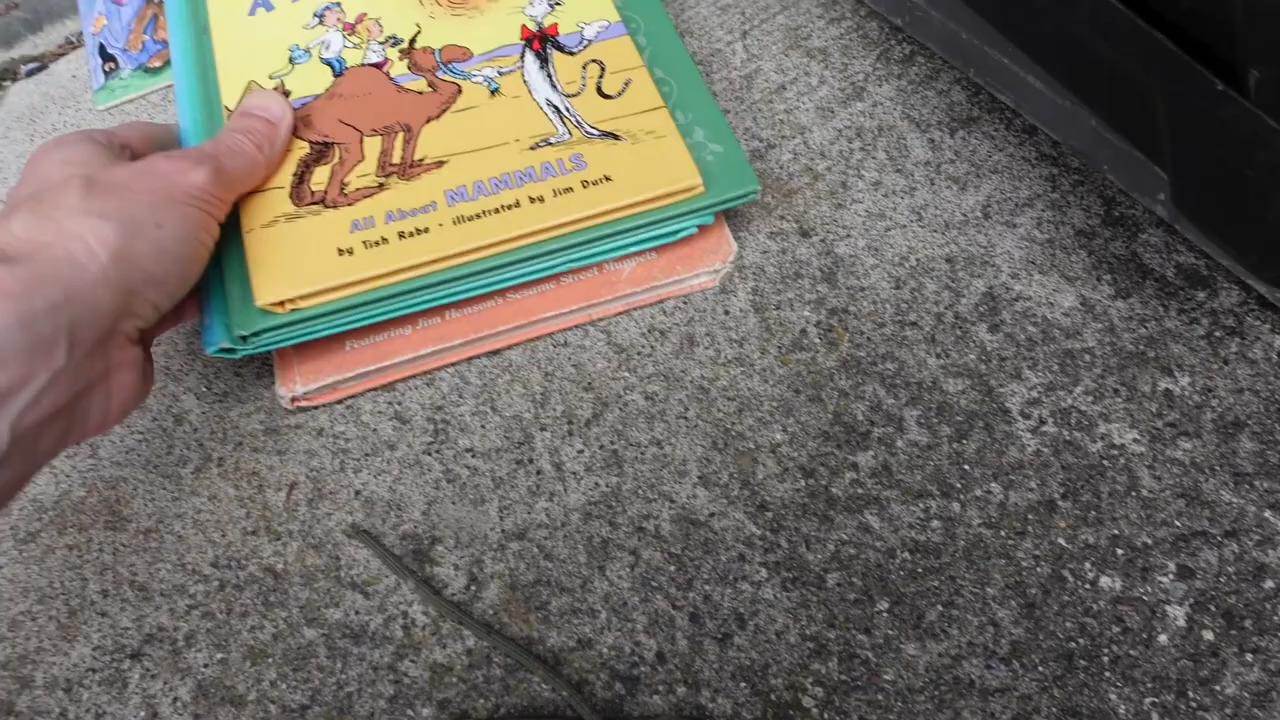 A
All About MAMMALS
by Tish Rabe • illustrated by Jim Durk
Featuring Jim Henson's Sesame Street Muppets